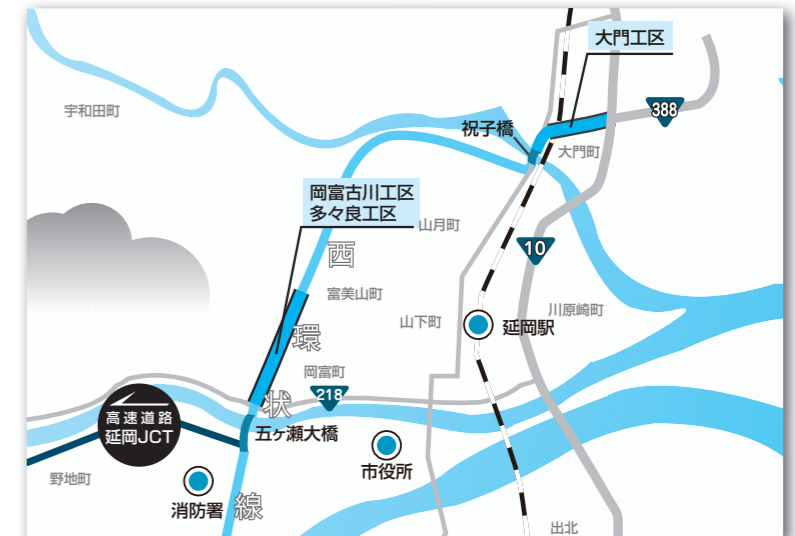 大門工区
388
宇和田町
祝子橋
大門町
岡富古川工区
多々良工区
山月町
西
10
富美山町
川原崎町
山下町
延岡駅
環
岡富町
218
状
高速道路
延岡JCT
五ヶ瀬大橋
市役所
野地町
消防署
線
出北